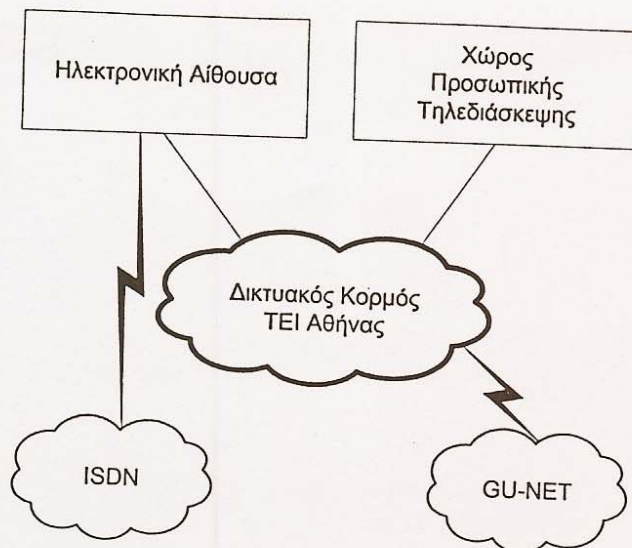 Ηλεκτρονική Αίθουσα
Χώρος
Προσωπικής
Τηλεδιάσκεψης
Δικτυακός Κορμός
ΤΕΙ Αθήνας
ISDN
GU-NET